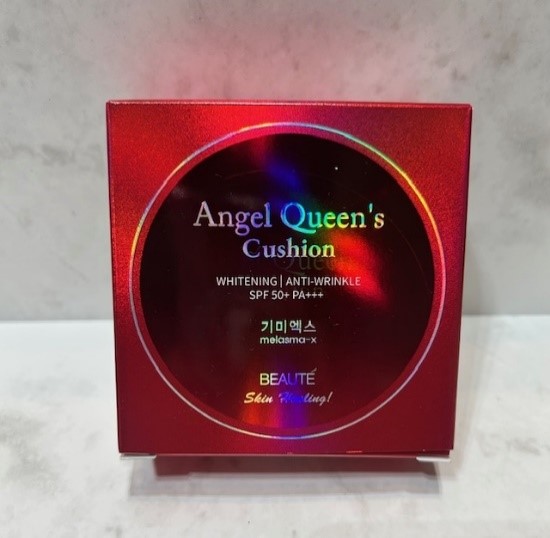 Angel Queen's
Cushion
WHITENING | ANTI-WRINKLE
SPF 50+ PA+++
기미엑스
melasma-x
BEAUTÉ
Skin Healing!